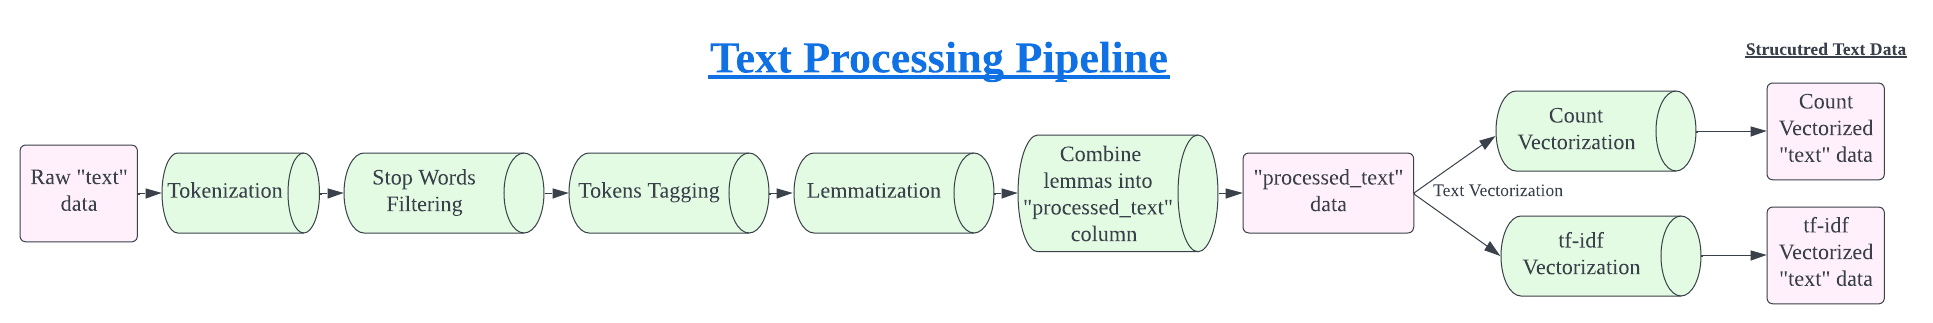 Text Processing Pipeline
Strucutred Text Data
Raw "text"
data
Tokenization
Stop Words
Filtering
Tokens Tagging
Lemmatization
Combine
lemmas into
"processed_text"
column
"processed_text"
data
Text Vectorization
Count
Vectorization
Count
Vectorized
"text" data
tf-idf
Vectorization
tf-idf
Vectorized
"text" data